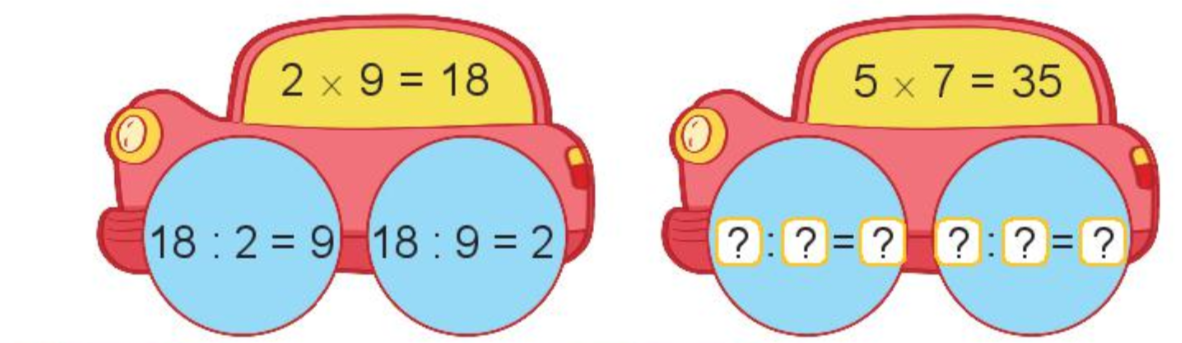 2 × 9 = 18
18 : 2 = 9
18 : 9 = 2
5 × 7 = 35
? : ? = ?
? : ? = ?